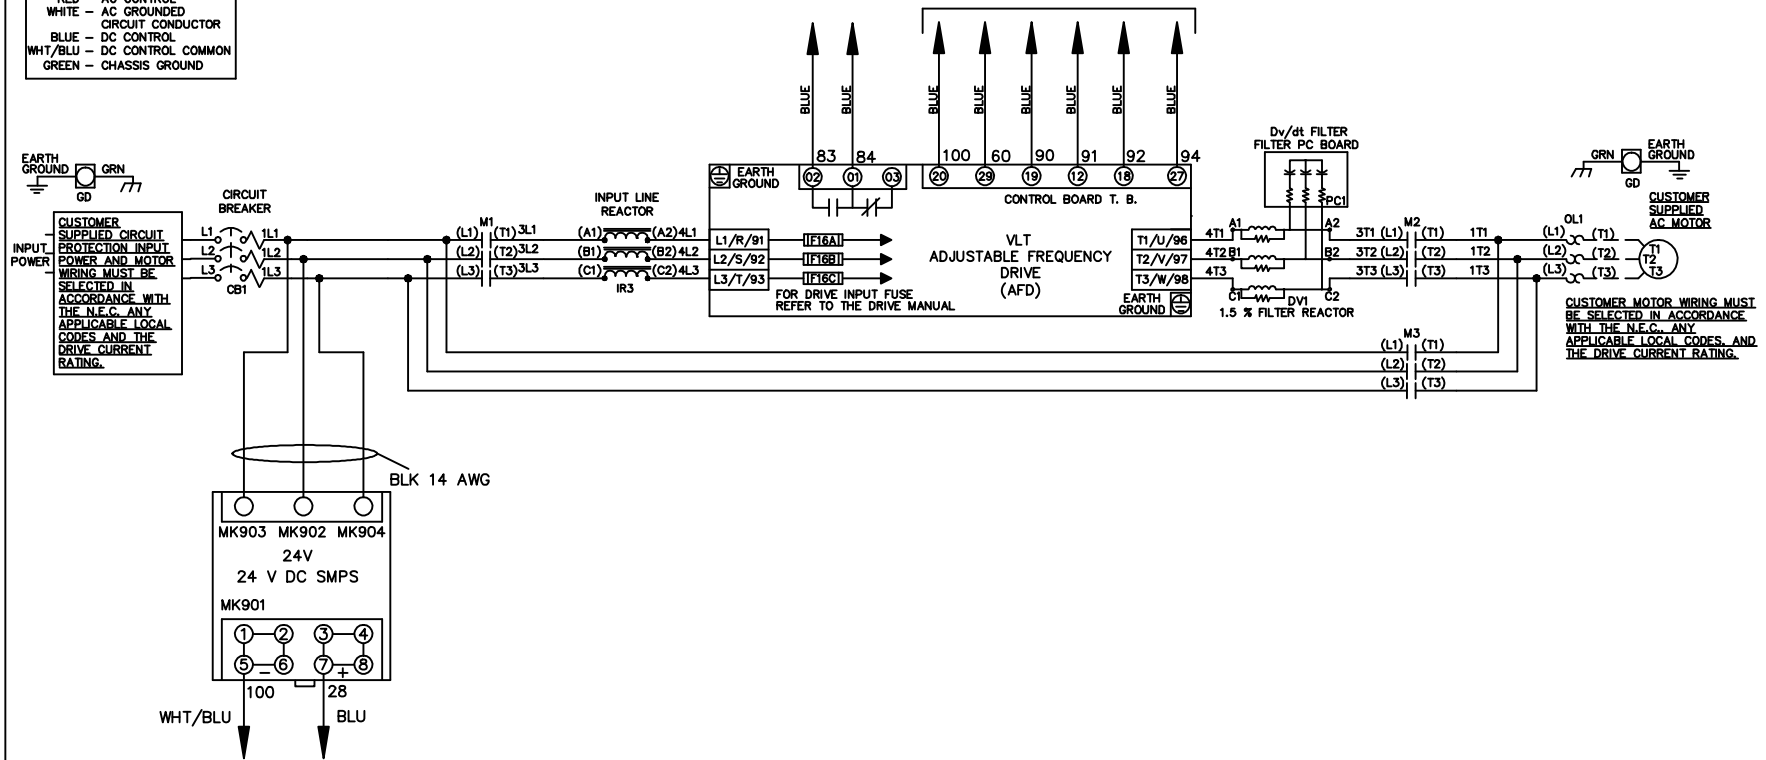 WHITE – AC GROUNDED
CIRCUIT CONDUCTOR
BLUE – DC CONTROL
WHT/BLU – DC CONTROL COMMON
GREEN – CHASSIS GROUND
BLUE
BLUE
BLUE
BLUE
BLUE
BLUE
BLUE
BLUE
83
84
100
60
90
91
92
94
EARTH
GROUND
02
01
03
20
29
19
12
18
27
CONTROL BOARD T. B.
Dv/dt FILTER
FILTER PC BOARD
PC1
EARTH
GROUND
GRN
GD
GRN
EARTH
GROUND
GD
CUSTOMER
SUPPLIED
AC MOTOR
INPUT
POWER
CUSTOMER
SUPPLIED CIRCUIT
PROTECTION INPUT
POWER AND MOTOR
WIRING MUST BE
SELECTED IN
ACCORDANCE WITH
THE N.E.C. ANY
APPLICABLE LOCAL
CODES AND THE
DRIVE CURRENT
RATING.
CIRCUIT
BREAKER
L1
1L1
L2
1L2
L3
1L3
CB1
M1
(L1) (T1) 3L1
(L2) (T2) 3L2
(L3) (T3) 3L3
INPUT LINE
REACTOR
(A1) (A2) 4L1
(B1) (B2) 4L2
(C1) (C2) 4L3
IR3
L1/R/91
L2/S/92
L3/T/93
F16A
F16B
F16C
FOR DRIVE INPUT FUSE
REFER TO THE DRIVE MANUAL
VLT
ADJUSTABLE FREQUENCY
DRIVE
(AFD)
T1/U/96
T2/V/97
T3/W/98
EARTH
GROUND
4T1
A1
A2
4T2
B1
B2
4T3
C1
C2
DV1
1.5 % FILTER REACTOR
M2
3T1 (L1) (T1) 1T1
3T2 (L2) (T2) 1T2
3T3 (L3) (T3) 1T3
OL1
(L1) (T1)
(L2) (T2)
(L3) (T3)
T1
T2
T3
CUSTOMER MOTOR WIRING MUST
BE SELECTED IN ACCORDANCE
WITH THE N.E.C., ANY
APPLICABLE LOCAL CODES, AND
THE DRIVE CURRENT RATING.
M3
(L1) (T1)
(L2) (T2)
(L3) (T3)
BLK 14 AWG
MK903 MK902 MK904
24V
24 V DC SMPS
MK901
1 2 3 4
5 – 6 7 + 8
100
28
WHT/BLU
BLU